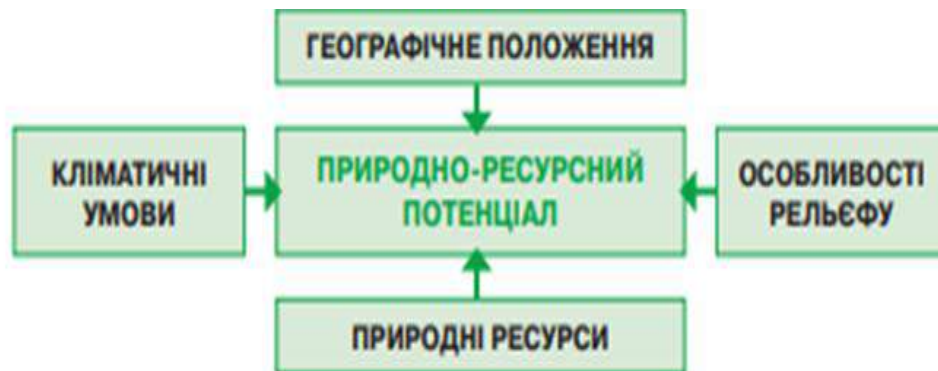 ГЕОГРАФІЧНЕ ПОЛОЖЕННЯ
КЛІМАТИЧНІ
УМОВИ
ПРИРОДНО-РЕСУРСНИЙ
ПОТЕНЦІАЛ
ОСОБЛИВОСТІ
РЕЛЬЄФУ
ПРИРОДНІ РЕСУРСИ